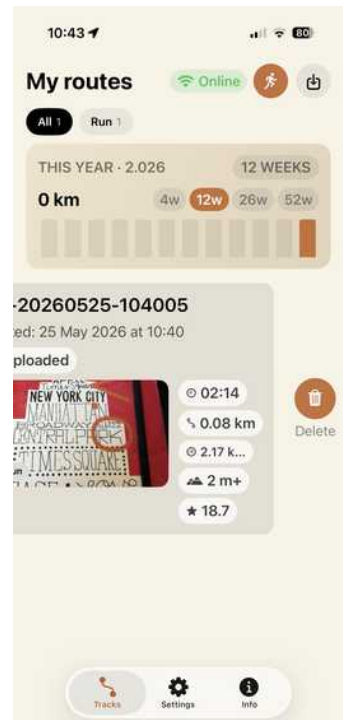 10:43
80
My routes
Online
All 1
Run 1
THIS YEAR · 2.026
12 WEEKS
0 km
4w
12w
26w
52w
-20260525-104005
ed: 25 May 2026 at 10:40
ploaded
NEW YORK CITY
MANHATTAN
BROADWAY
CENTRAL PARK
TIMES SQUARE
un
02:14
0.08 km
2.17 k...
2 m+
18.7
Delete
Tracks
Settings
Info